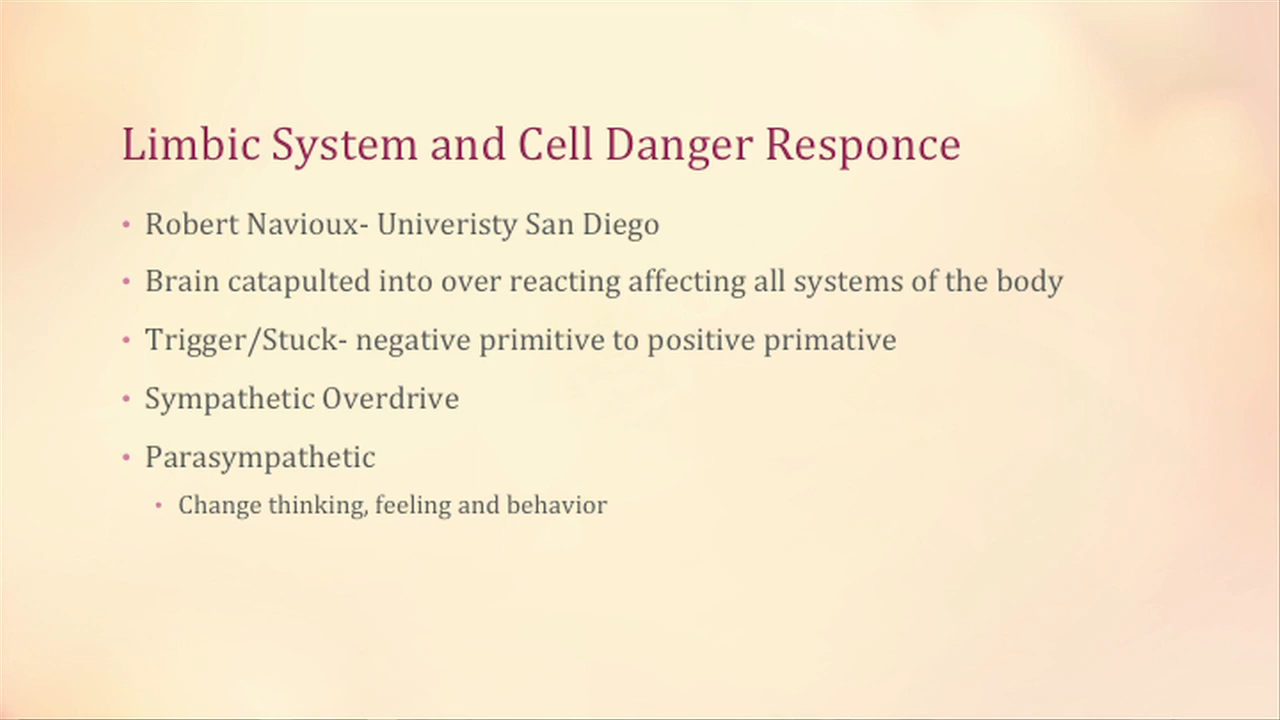 Limbic System and Cell Danger Responce
• Robert Navioux- Univeristy San Diego
• Brain catapulted into over reacting affecting all systems of the body
• Trigger/Stuck- negative primitive to positive primative
• Sympathetic Overdrive
• Parasympathetic
• Change thinking, feeling and behavior